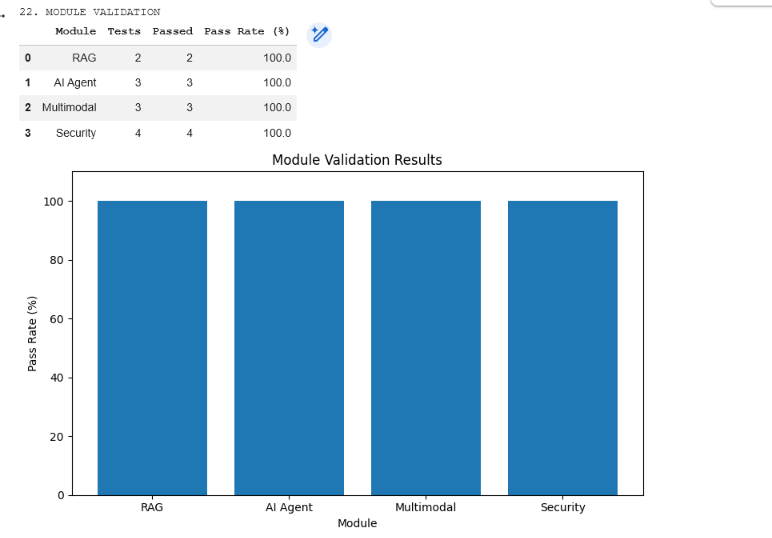 22. MODULE VALIDATION
Module Tests Passed Pass Rate (%)
0 RAG 2 2 100.0
1 AI Agent 3 3 100.0
2 Multimodal 3 3 100.0
3 Security 4 4 100.0
Module Validation Results
100
80
60
40
20
0
Pass Rate (%)
RAG AI Agent Multimodal Security
Module